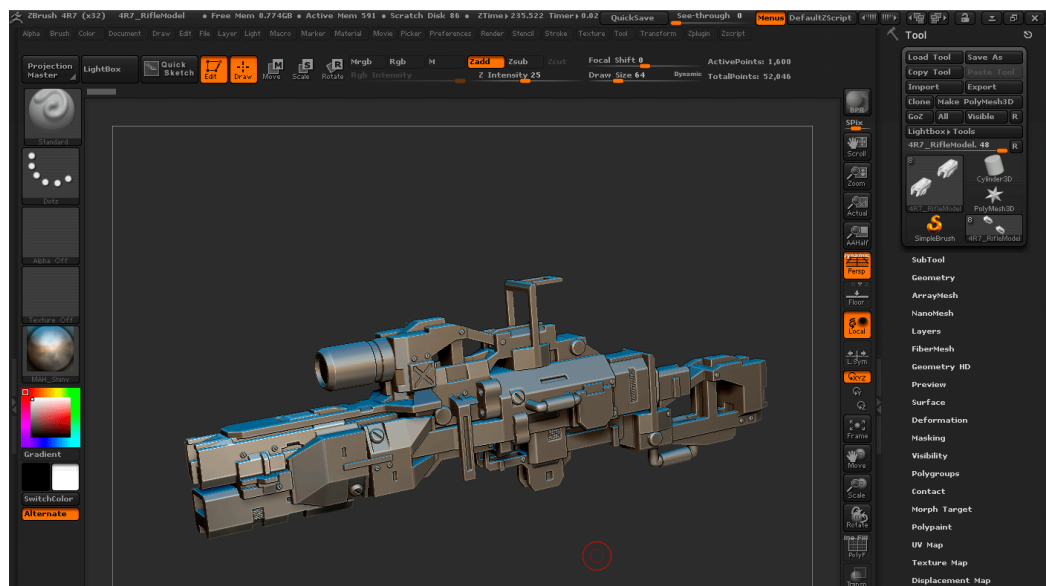 ZBrush 4R7 (x32) 4R7_RifleModel • Free Mem 0.774GB • Active Mem 591 • Scratch Disk 86 • ZTime▸235.522 Timer▸0.02 QuickSave See-through 0 Menus DefaultZScript
Alpha Brush Color Document Draw Edit File Layer Light Macro Marker Material Movie Picker Preferences Render Stencil Stroke Texture Tool Transform Zplugin Zscript
Projection Master
LightBox
Quick Sketch
Edit
Draw
Move
Scale
Rotate
Mrgb Rgb M
Rgb Intensity
Zadd Zsub Zcut
Z Intensity 25
Focal Shift 0
Draw Size 64 Dynamic
ActivePoints: 1,600
TotalPoints: 52,046
Standard
Dots
Alpha Off
Texture Off
MAH_Shiny
Gradient
SwitchColor
Alternate
BPR
SPix
Scroll
Zoom
Actual
AAHalf
Dynamic
Persp
Floor
Local
L.Sym
XYZ
Frame
Move
Scale
Rotate
PolyF
Transp
Tool
Load Tool Save As
Copy Tool Paste Tool
Import Export
Clone Make PolyMesh3D
GoZ All Visible R
Lightbox▸Tools
4R7_RifleModel. 48 R
8
Cylinder3D
4R7_RifleModel PolyMesh3D
8
SimpleBrush 4R7_RifleModel
SubTool
Geometry
ArrayMesh
NanoMesh
Layers
FiberMesh
Geometry HD
Preview
Surface
Deformation
Masking
Visibility
Polygroups
Contact
Morph Target
Polypaint
UV Map
Texture Map
Displacement Map